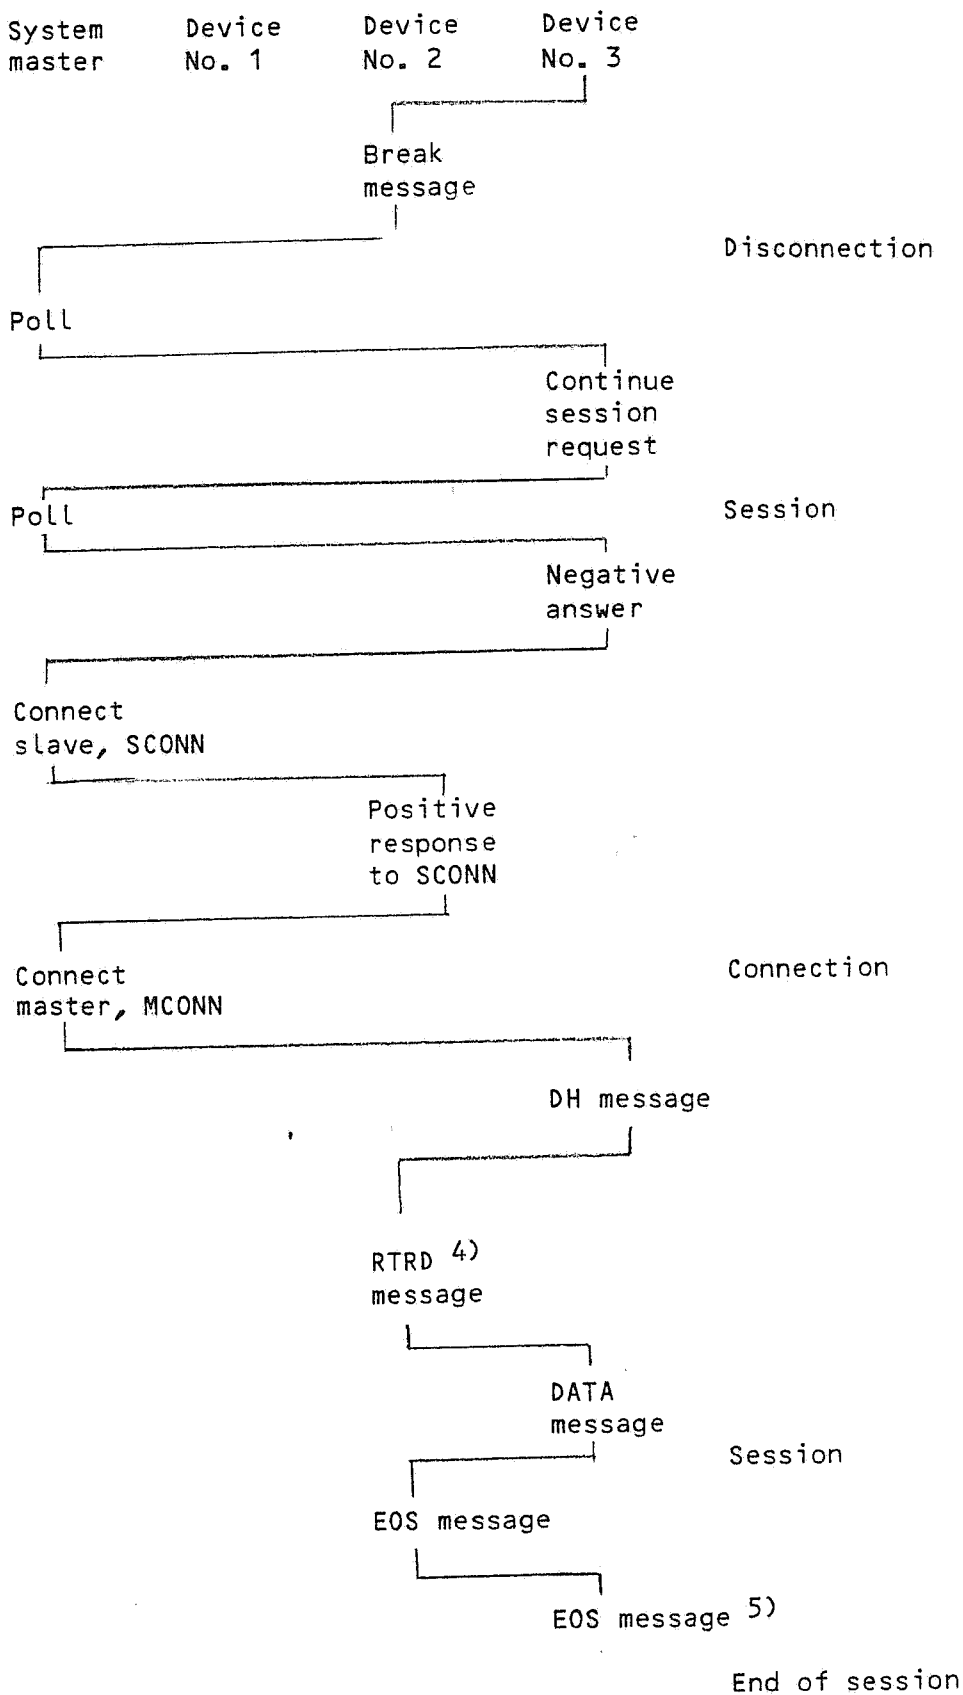 System Device Device Device
master No. 1 No. 2 No. 3
Break
message
Disconnection
Poll
Continue
session
request
Poll
Session
Negative
answer
Connect
slave, SCONN
Positive
response
to SCONN
Connect
master, MCONN
Connection
DH message
RTRD 4)
message
DATA
message
Session
EOS message
EOS message 5)
End of session